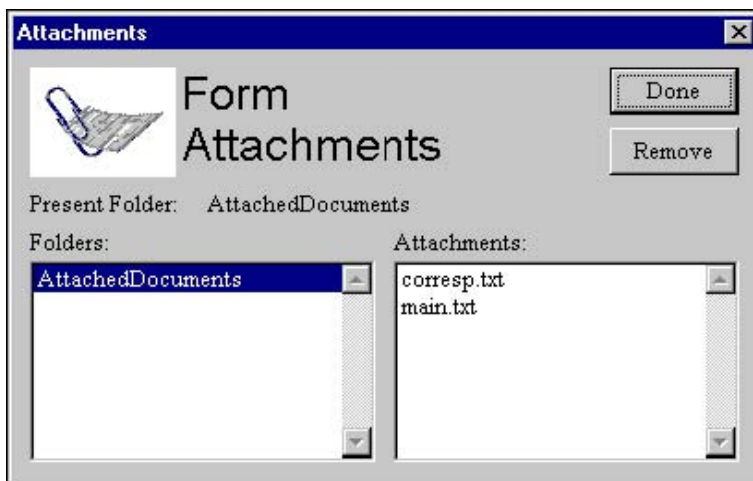 Attachments
Form
Attachments
Done
Remove
Present Folder: AttachedDocuments
Folders:
Attachments:
AttachedDocuments
corresp.txt
main.txt